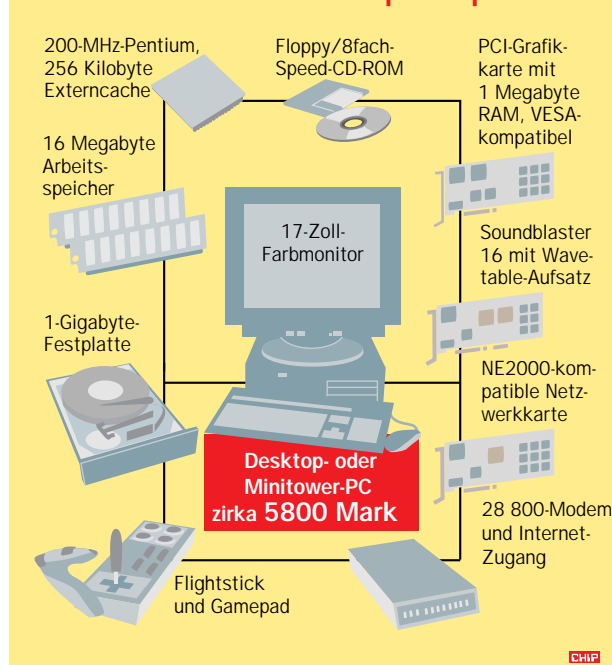 200-MHz-Pentium,
256 Kilobyte
Externcache
Floppy/8fach-
Speed-CD-ROM
PCI-Grafik-
karte mit
1 Megabyte
RAM, VESA-
kompatibel
16 Megabyte
Arbeits-
speicher
17-Zoll-
Farbmonitor
Soundblaster
16 mit Wave-
table-Aufsatz
1-Gigabyte-
Festplatte
NE2000-kom-
patible Netz-
werkkarte
Desktop- oder
Minitower-PC
zirka 5800 Mark
28 800-Modem
und Internet-
Zugang
Flightstick
und Gamepad
CHIP